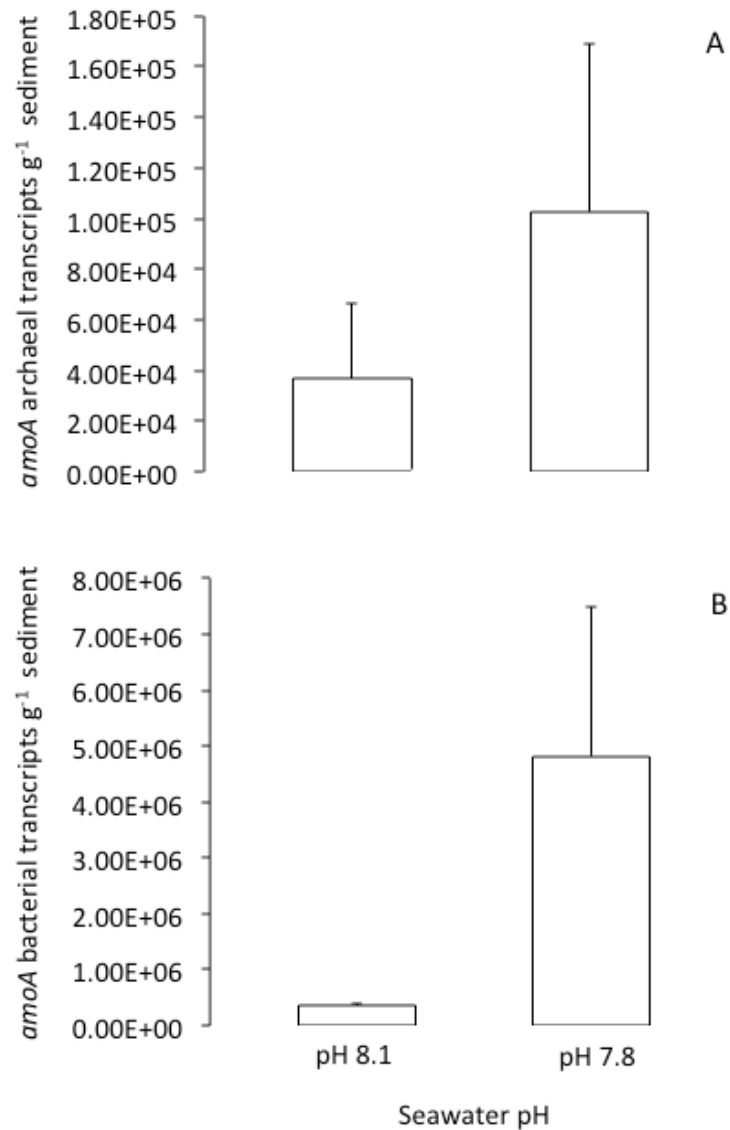 A
amoA archaeal transcripts g-1 sediment
1.80E+05
1.60E+05
1.40E+05
1.20E+05
1.00E+05
8.00E+04
6.00E+04
4.00E+04
2.00E+04
0.00E+00
B
amoA bacterial transcripts g-1 sediment
8.00E+06
7.00E+06
6.00E+06
5.00E+06
4.00E+06
3.00E+06
2.00E+06
1.00E+06
0.00E+00
pH 8.1 pH 7.8
Seawater pH